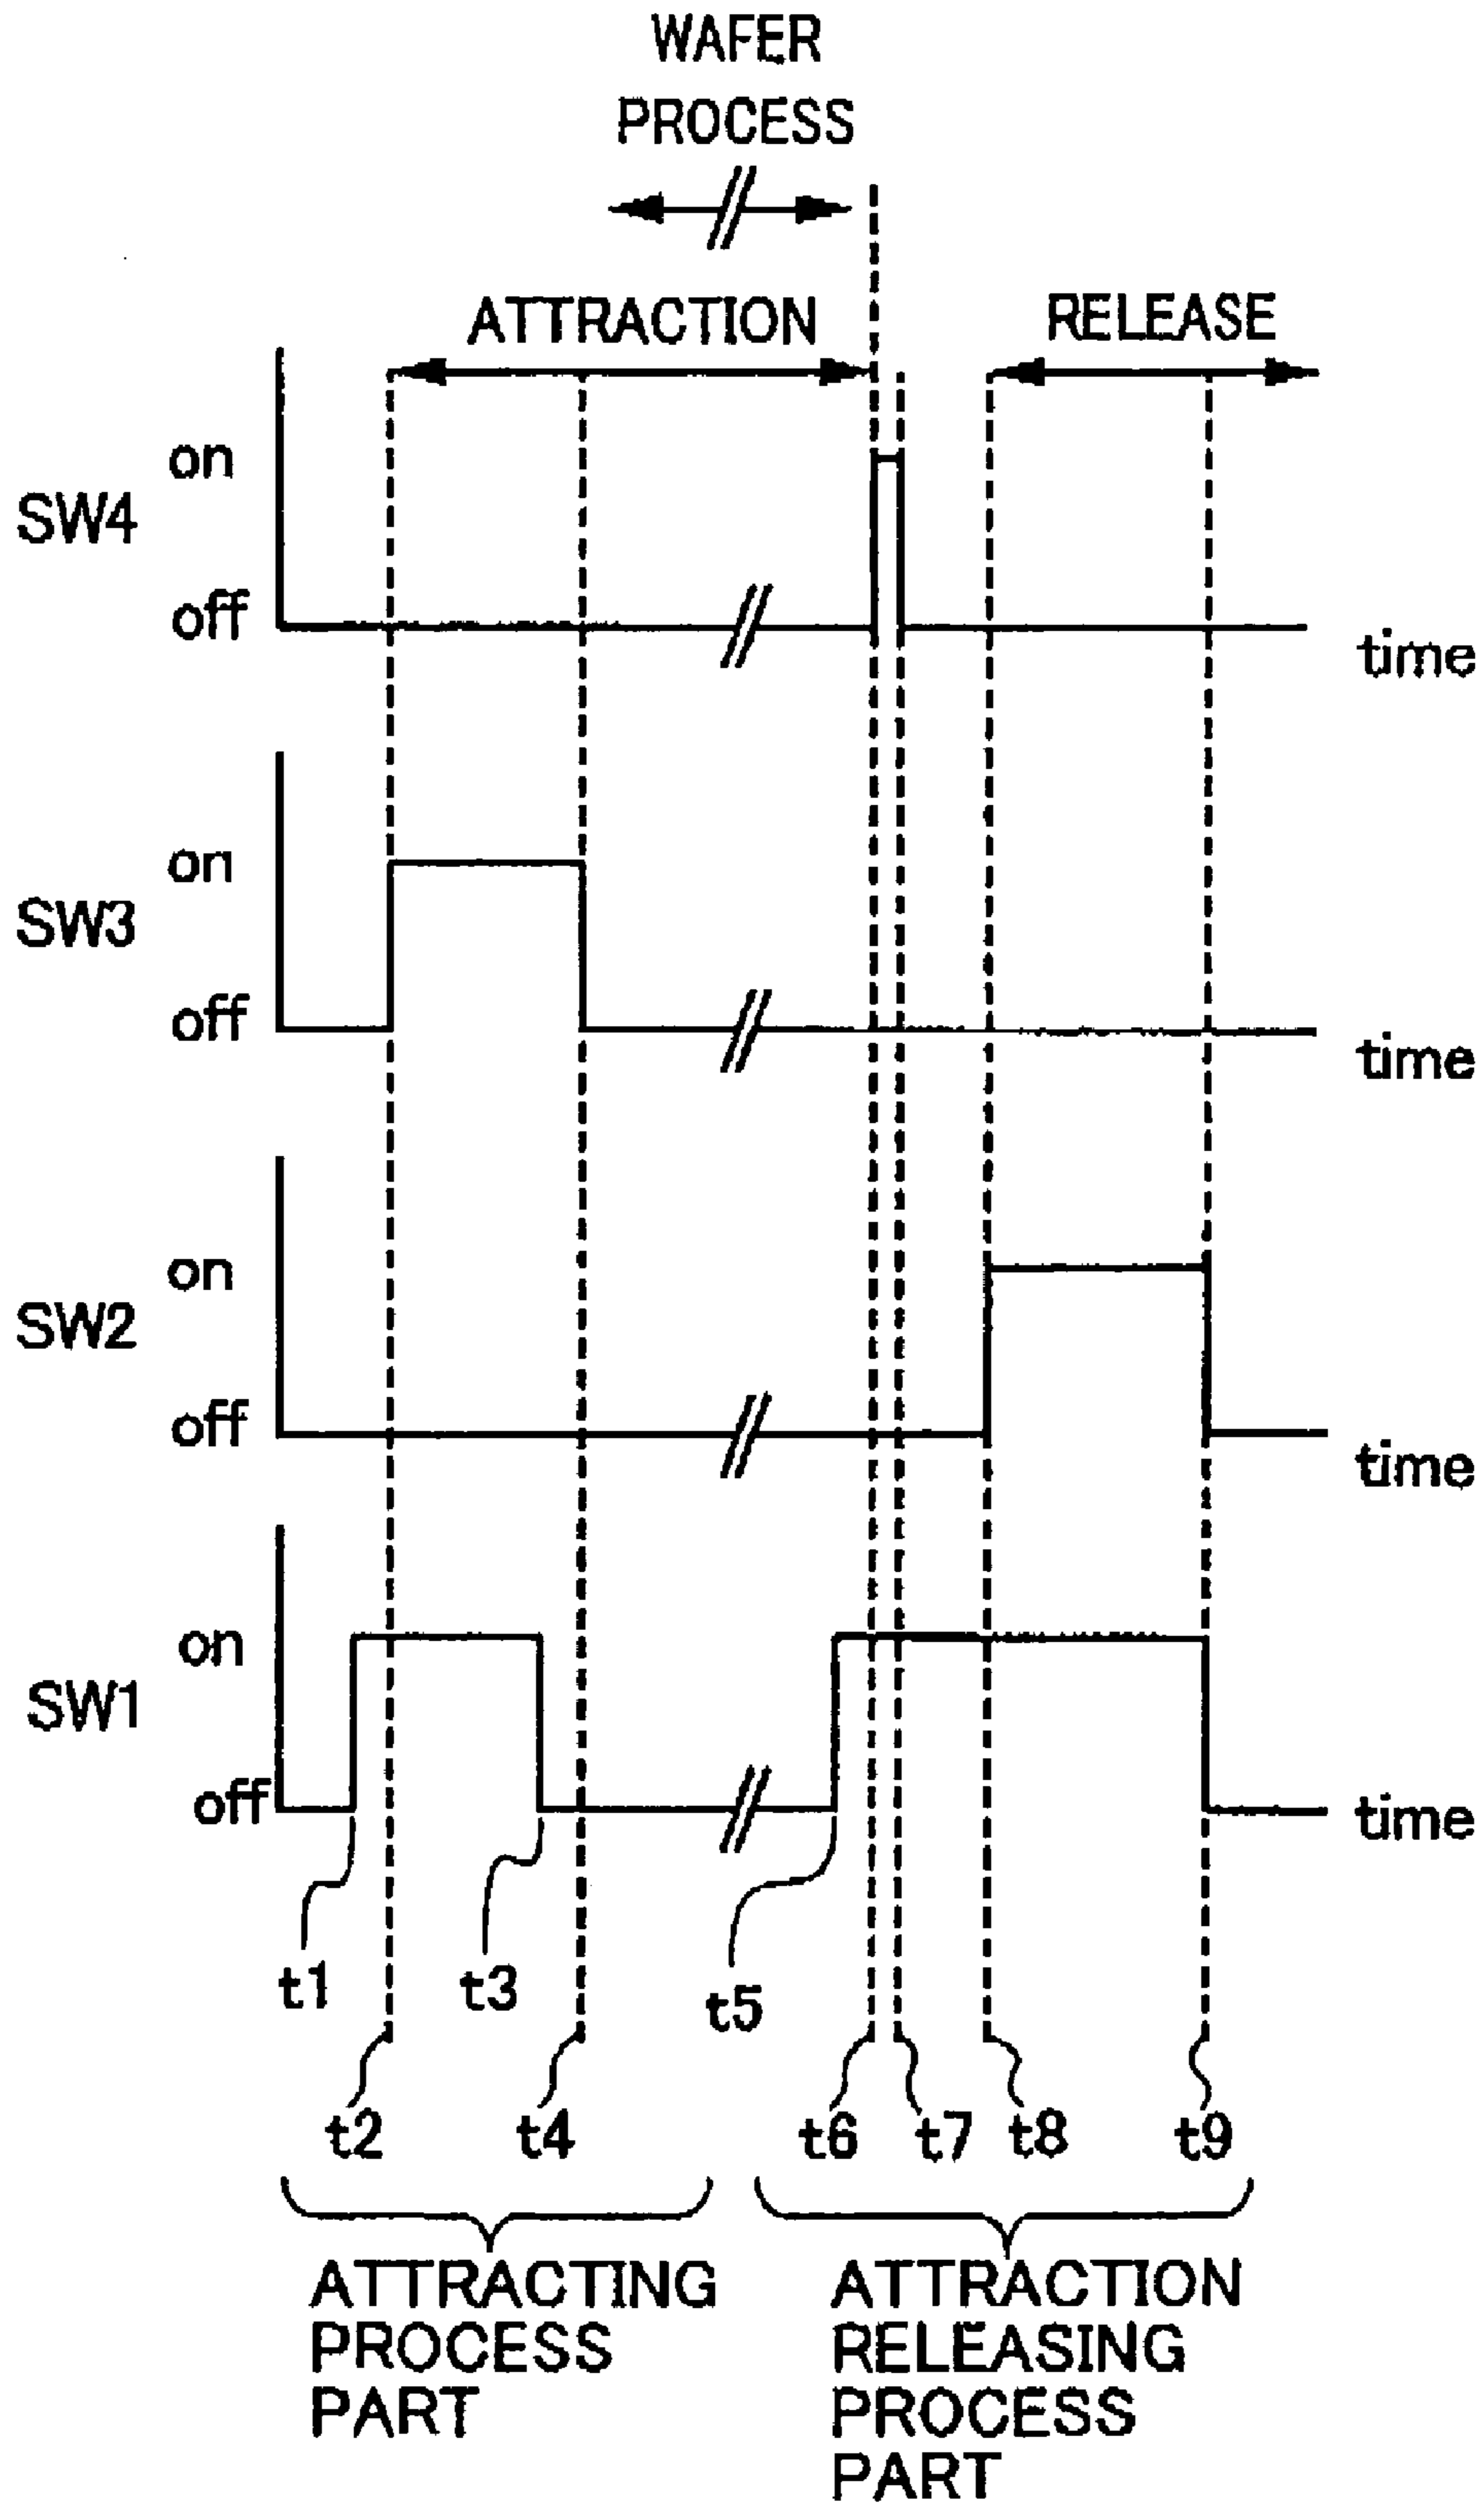 WAFER
PROCESS
ATTRACTION
RELEASE
on
SW4
off
time
on
SW3
off
time
on
SW2
off
time
on
SW1
off
time
t1
t3
t5
t2
t4
t6
t7
t8
t9
ATTRACTING
PROCESS
PART
ATTRACTION
RELEASING
PROCESS
PART